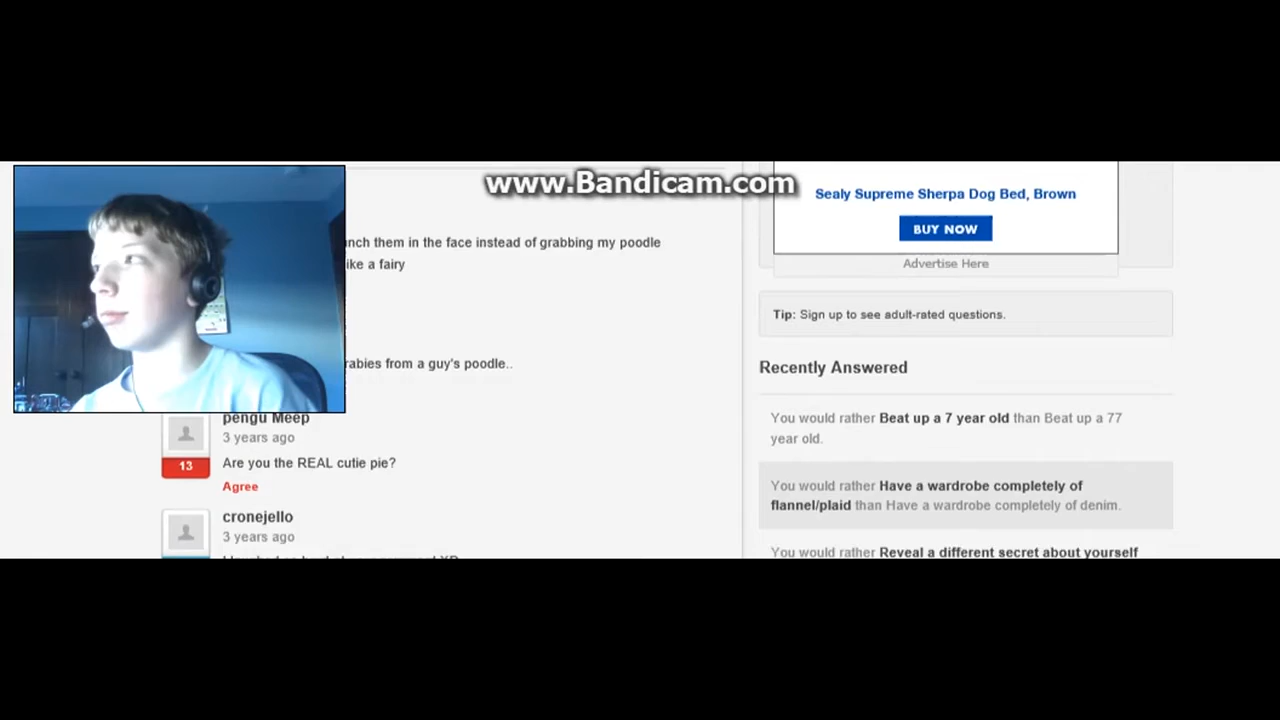 www.Bandicam.com
unch them in the face instead of grabbing my poodle
ike a fairy
rabies from a guy's poodle..
pengu Meep
3 years ago
13
Are you the REAL cutie pie?
Agree
cronejello
3 years ago
Sealy Supreme Sherpa Dog Bed, Brown
BUY NOW
Advertise Here
Tip: Sign up to see adult-rated questions.
Recently Answered
You would rather Beat up a 7 year old than Beat up a 77
year old.
You would rather Have a wardrobe completely of
flannel/plaid than Have a wardrobe completely of denim.
You would rather Reveal a different secret about yourself